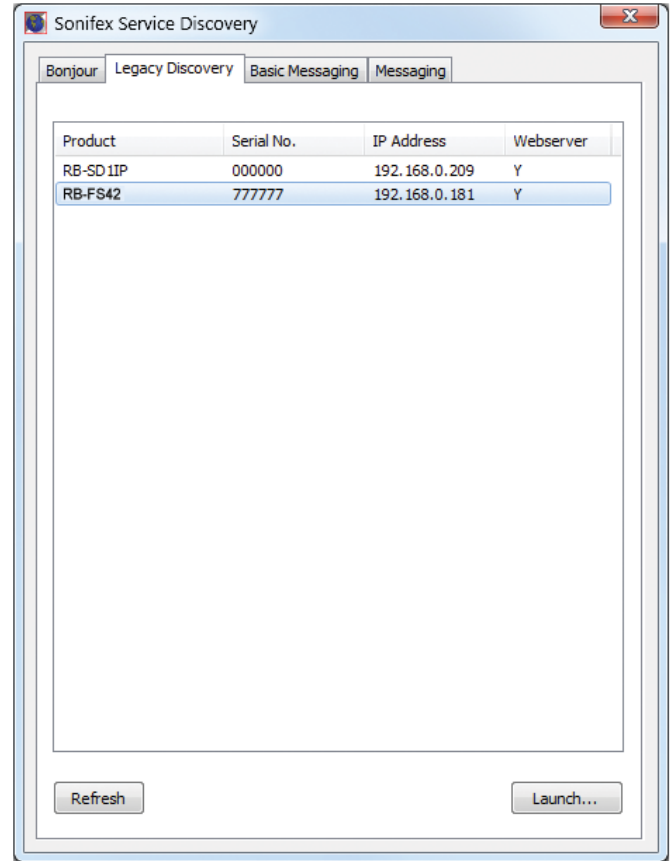 Sonifex Service Discovery
Bonjour Legacy Discovery Basic Messaging Messaging
Product Serial No. IP Address Webserver
RB-SD1IP 000000 192.168.0.209 Y
RB-FS42 777777 192.168.0.181 Y
Refresh Launch...